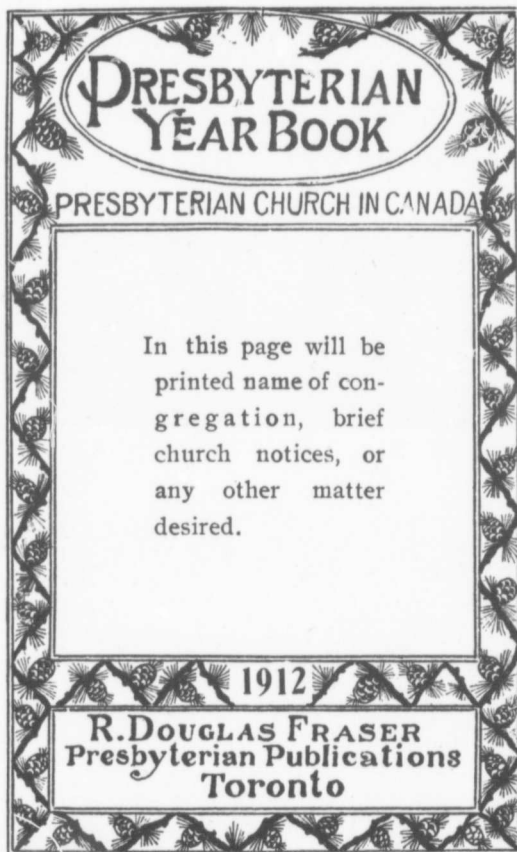 PRESBYTERIAN
YEAR BOOK
PRESBYTERIAN CHURCH IN CANADA
In this page will be
printed name of con-
gregation, brief
church notices, or
any other matter
desired.
1912
R. DOUGLAS FRASER
Presbyterian Publications
Toronto